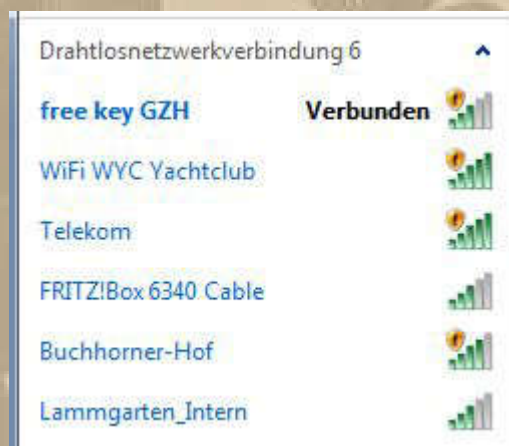 Drahtlosnetzwerkverbindung 6
free key GZH Verbunden
WiFi WYC Yachtclub
Telekom
FRITZ!Box 6340 Cable
Buchhorner-Hof
Lammgarten_Intern